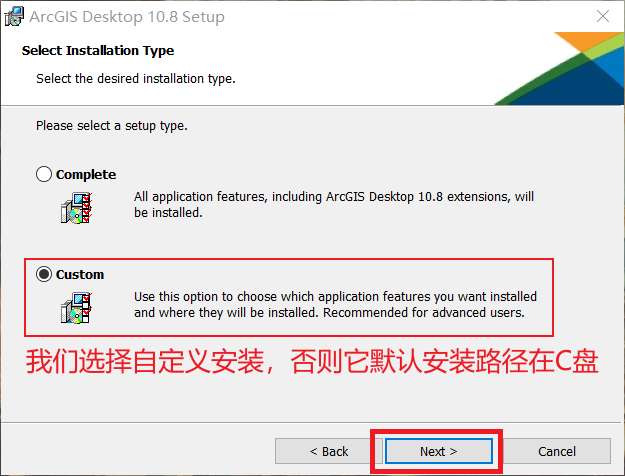 ArcGIS Desktop 10.8 Setup
Select Installation Type
Select the desired installation type.
Please select a setup type.
Complete
All application features, including ArcGIS Desktop 10.8 extensions, will
be installed.
Custom
Use this option to choose which application features you want installed
and where they will be installed. Recommended for advanced users.
我们选择自定义安装，否则它默认安装路径在C盘
< Back
Next >
Cancel